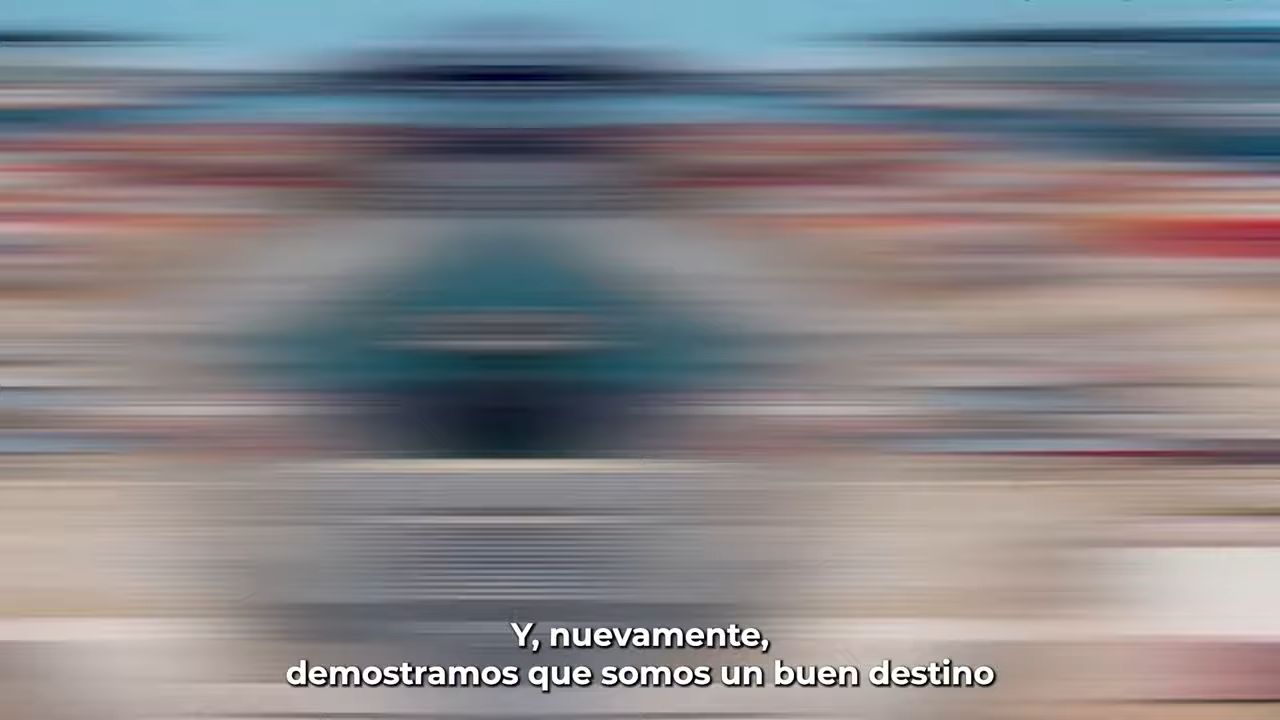 Y, nuevamente,
demostramos que somos un buen destino